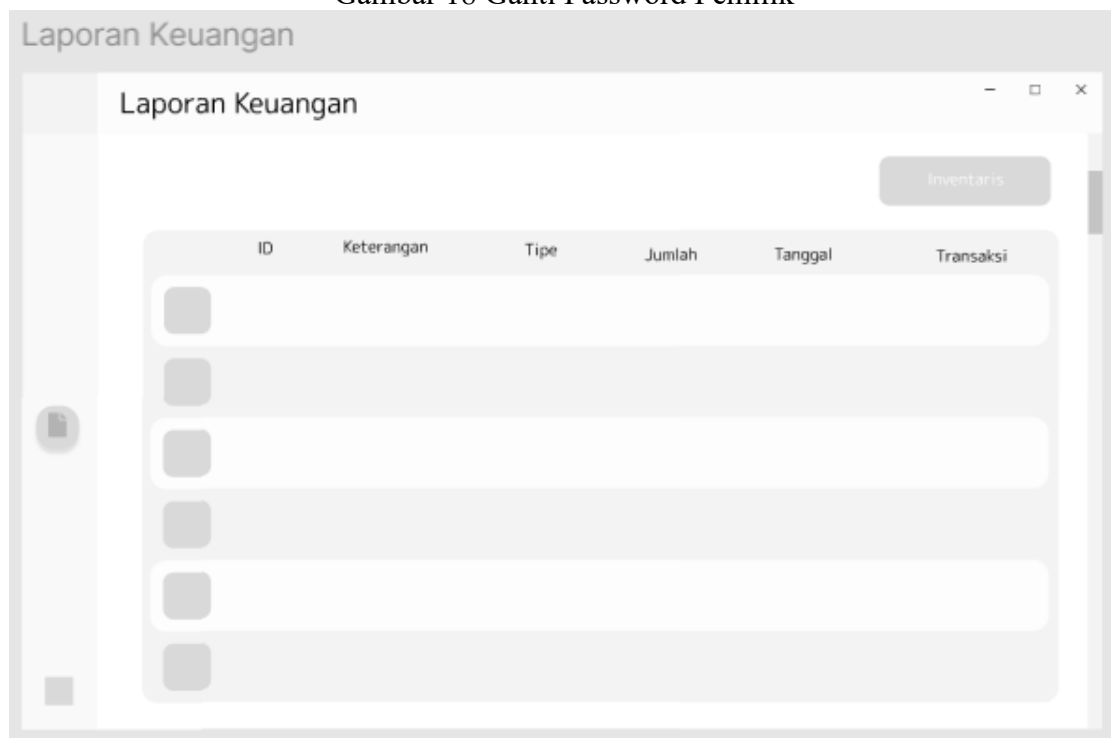 Gambar 18 Ganti Password Pemilik
Laporan Keuangan
Laporan Keuangan
Inventaris
ID Keterangan Tipe Jumlah Tanggal Transaksi